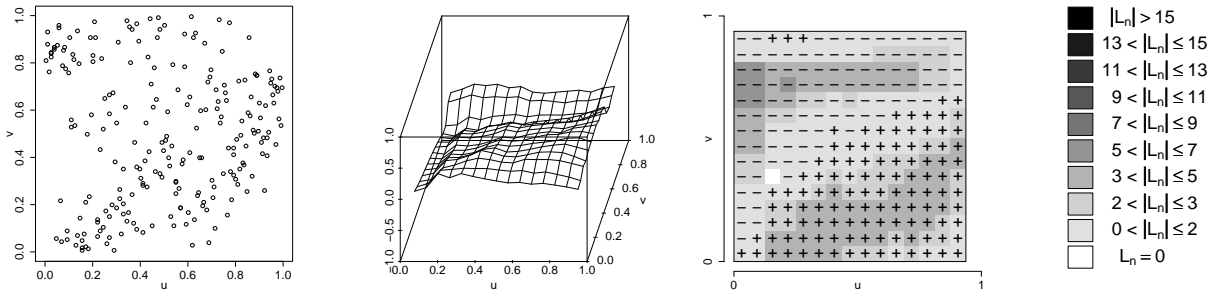 0.0 0.2 0.4 0.6 0.8 1.0
v
0.0 0.2 0.4 0.6 0.8 1.0
u
-1.0 -0.5 0.0 0.5 1.0
0.0 0.2 0.4 0.6 0.8 1.0
u
0.0 0.2 0.4 0.6 0.8 1.0
v
0 1
v
0 1
u
|Lₙ| > 15
13 < |Lₙ| ≤ 15
11 < |Lₙ| ≤ 13
9 < |Lₙ| ≤ 11
7 < |Lₙ| ≤ 9
5 < |Lₙ| ≤ 7
3 < |Lₙ| ≤ 5
2 < |Lₙ| ≤ 3
0 < |Lₙ| ≤ 2
Lₙ = 0